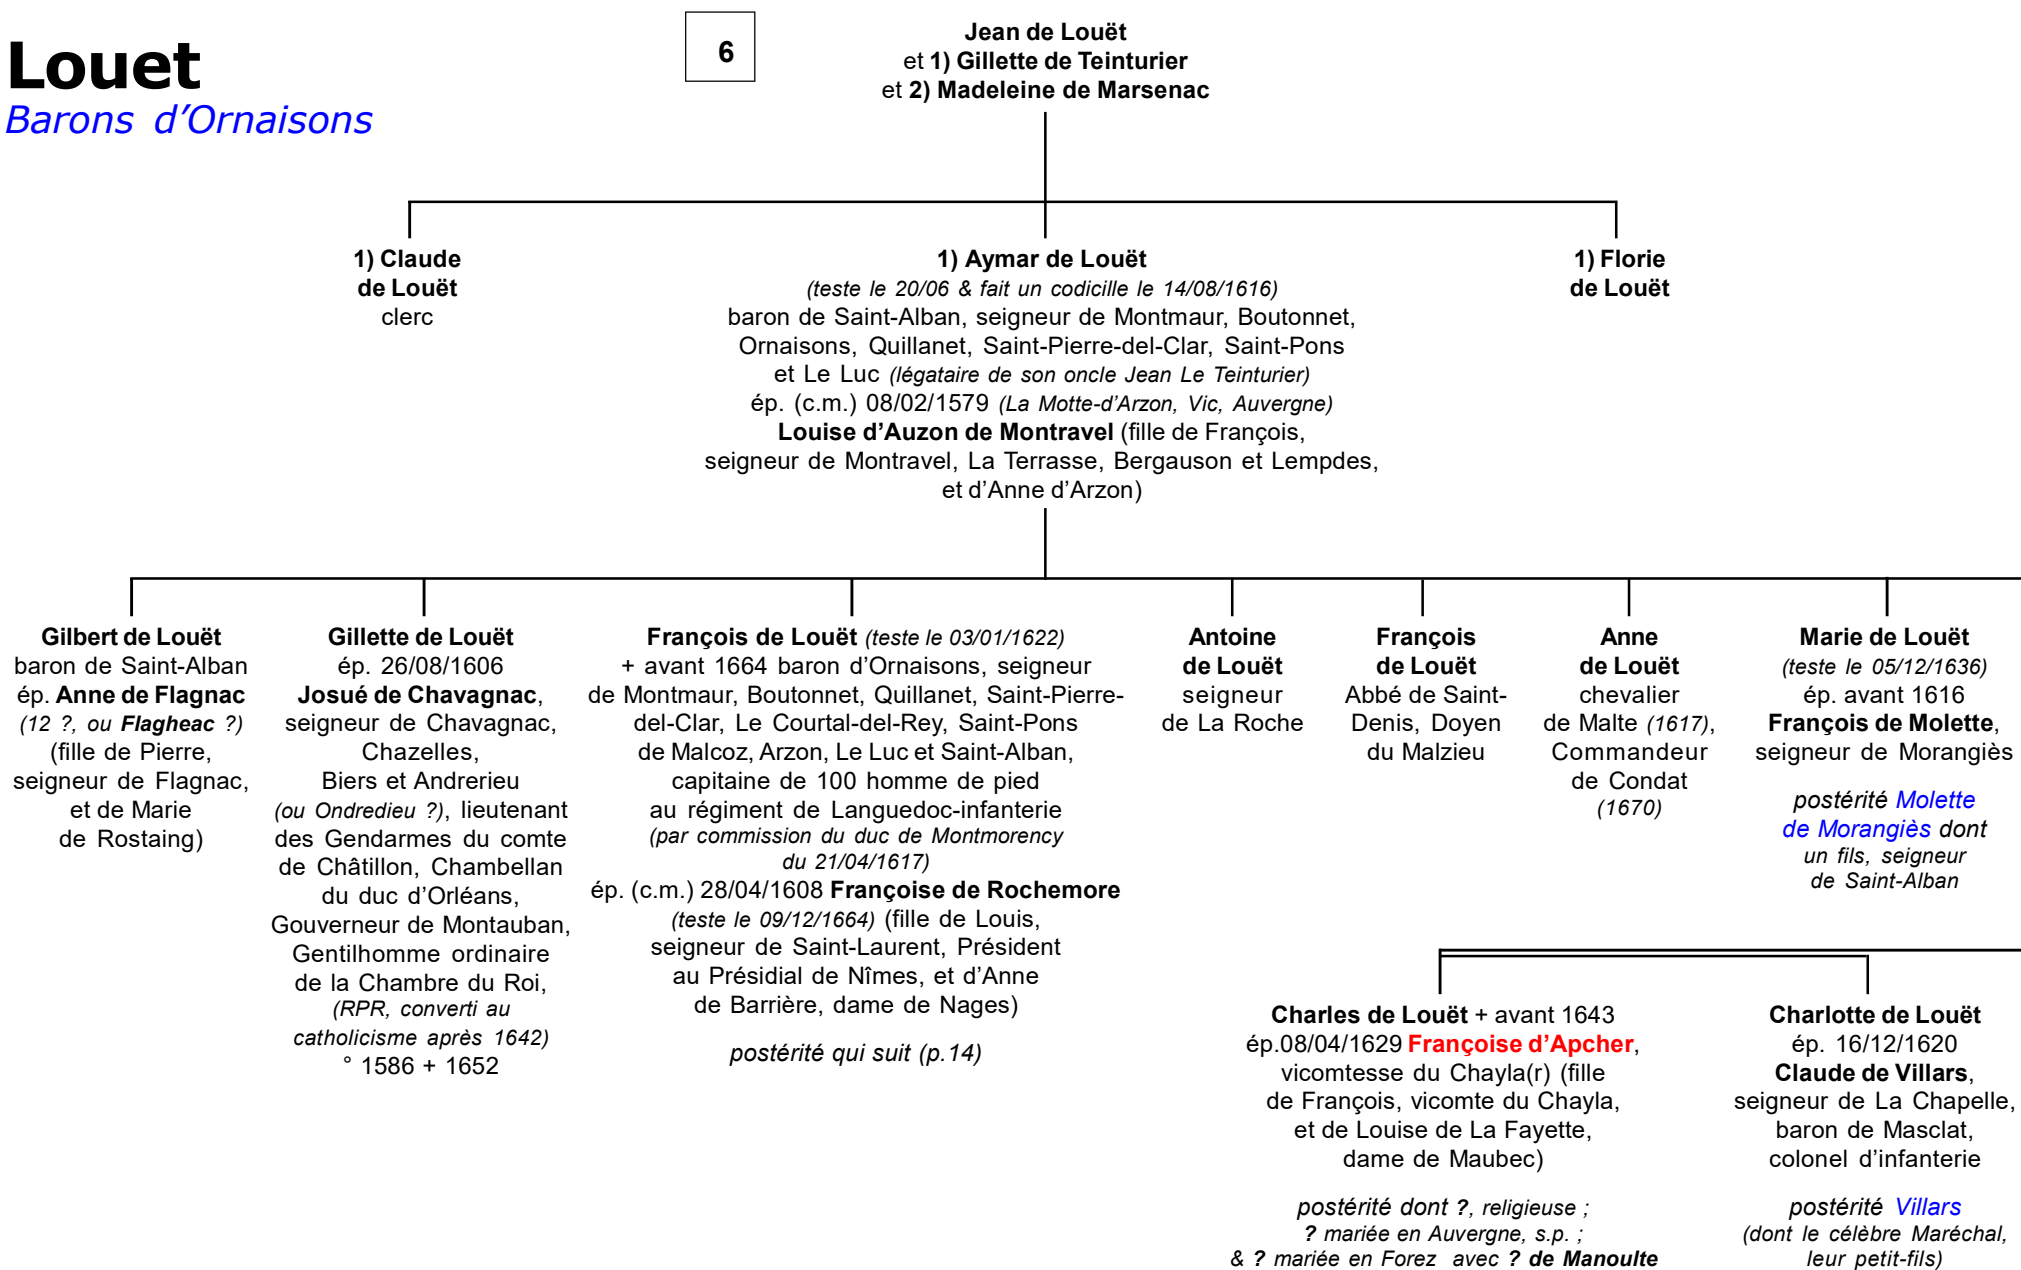 Louet
Barons d’Ornaisons
6
Jean de Louët
et 1) Gillette de Teinturier
et 2) Madeleine de Marsenac
1) Claude
de Louët
clerc
1) Aymar de Louët
(teste le 20/06 & fait un codicille le 14/08/1616)
baron de Saint-Alban, seigneur de Montmaur, Boutonnet,
Ornaisons, Quillanet, Saint-Pierre-del-Clar, Saint-Pons
et Le Luc (légataire de son oncle Jean Le Teinturier)
ép. (c.m.) 08/02/1579 (La Motte-d’Arzon, Vic, Auvergne)
Louise d’Auzon de Montravel (fille de François,
seigneur de Montravel, La Terrasse, Bergauson et Lempdes,
et d’Anne d’Arzon)
1) Florie
de Louët
Gilbert de Louët
baron de Saint-Alban
ép. Anne de Flagnac
(12 ?, ou Flagheac ?)
(fille de Pierre,
seigneur de Flagnac,
et de Marie
de Rostaing)
Gillette de Louët
ép. 26/08/1606
Josué de Chavagnac,
seigneur de Chavagnac,
Chazelles,
Biers et Andrerieu
(ou Ondredieu ?), lieutenant
des Gendarmes du comte
de Châtillon, Chambellan
du duc d’Orléans,
Gouverneur de Montauban,
Gentilhomme ordinaire
de la Chambre du Roi,
(RPR, converti au
catholicisme après 1642)
° 1586 + 1652
François de Louët (teste le 03/01/1622)
+ avant 1664 baron d’Ornaisons, seigneur
de Montmaur, Boutonnet, Quillanet, Saint-Pierre-
del-Clar, Le Courtal-del-Rey, Saint-Pons
de Malcoz, Arzon, Le Luc et Saint-Alban,
capitaine de 100 homme de pied
au régiment de Languedoc-infanterie
(par commission du duc de Montmorency
du 21/04/1617)
ép. (c.m.) 28/04/1608 Françoise de Rochemore
(teste le 09/12/1664) (fille de Louis,
seigneur de Saint-Laurent, Président
au Présidial de Nîmes, et d’Anne
de Barrière, dame de Nages)
postérité qui suit (p.14)
Antoine
de Louët
seigneur
de La Roche
François
de Louët
Abbé de Saint-
Denis, Doyen
du Malzieu
Anne
de Louët
chevalier
de Malte (1617),
Commandeur
de Condat
(1670)
Marie de Louët
(teste le 05/12/1636)
ép. avant 1616
François de Molette,
seigneur de Morangiès
postérité Molette
de Morangiès dont
un fils, seigneur
de Saint-Alban
Charles de Louët + avant 1643
ép.08/04/1629 Françoise d’Apcher,
vicomtesse du Chayla(r) (fille
de François, vicomte du Chayla,
et de Louise de La Fayette,
dame de Maubec)
postérité dont ?, religieuse ;
? mariée en Auvergne, s.p. ;
& ? mariée en Forez avec ? de Manoulte
Charlotte de Louët
ép. 16/12/1620
Claude de Villars,
seigneur de La Chapelle,
baron de Masclat,
colonel d’infanterie
postérité Villars
(dont le célèbre Maréchal,
leur petit-fils)